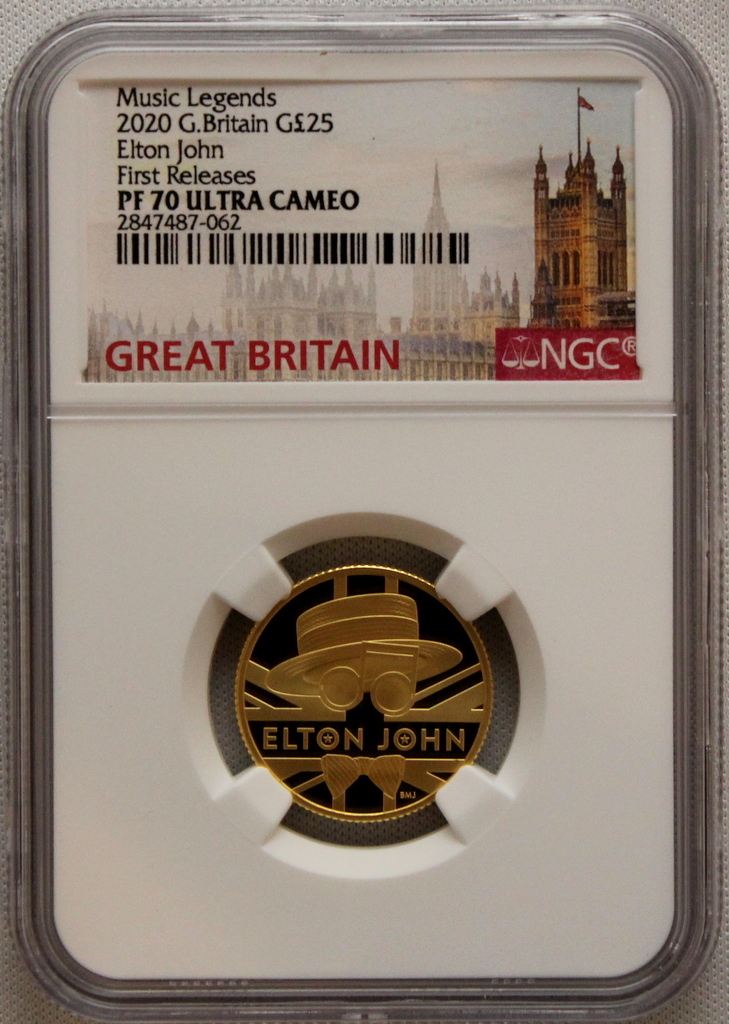 Music Legends
2020 G.Britain G£25
Elton John
First Releases
PF 70 ULTRA CAMEO
2847487-062
GREAT BRITAIN
NGC®
ELTON JOHN
BMJ